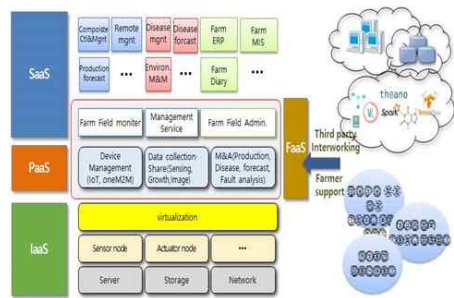 Composite
Ctl&Mgnt
Remote
mgnt
Disease
mgnt
Disease
forcast
Farm
ERP
Farm
MIS
SaaS
Production
forecast
...
Environ.
M&M
...
Farm
Diary
...
theano
Spark
Farm Field moniter
Management
Service
Farm Field Admin.
FaaS
Third party
Interworking
PaaS
Device
Management
(IoT, oneM2M)
Data collection·
Share(Sensing,
Growth,Image)
M&A(Production,
Disease, forecast,
Fault analysis)
Farmer
support
IaaS
virtualization
Sensor node
Actuator node
...
Server
Storage
Network